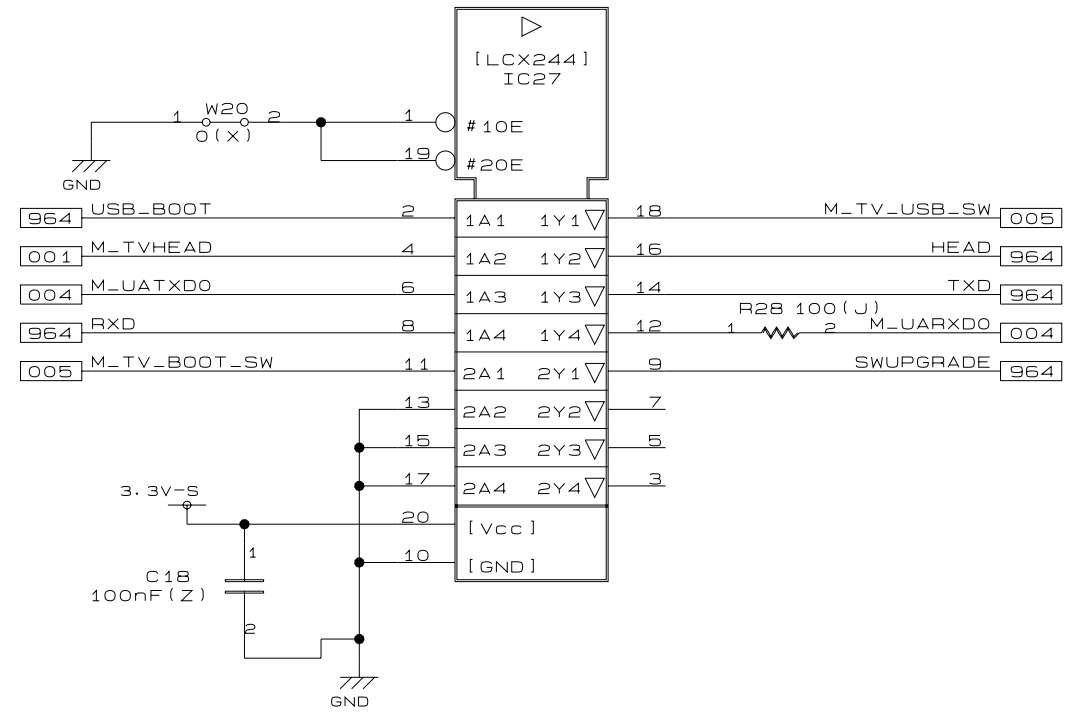 [LCX244]
IC27
1 W20 2 1 #1OE
0(X)
19 #2OE
GND
964 USB_BOOT 2 1A1 1Y1 18 M_TV_USB_SW 005
001 M_TVHEAD 4 1A2 1Y2 16 HEAD 964
004 M_UATXD0 6 1A3 1Y3 14 TXD 964
R28 100(J)
964 RXD 8 1A4 1Y4 12 1 2 M_UARXD0 004
005 M_TV_BOOT_SW 11 2A1 2Y1 9 SWUPGRADE 964
13 2A2 2Y2 7
15 2A3 2Y3 5
17 2A4 2Y4 3
3.3V-S
20 [Vcc]
1
10 [GND]
C18
100nF(Z)
2
GND